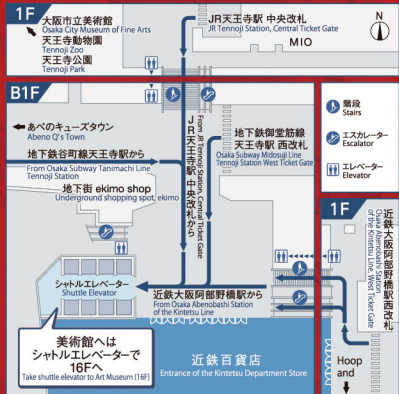 1F
大阪市立美術館
Osaka City Museum of Fine Arts
天王寺動物園
Tennoji Zoo
天王寺公園
Tennoji Park
JR天王寺駅 中央改札
JR Tennoji Station, Central Ticket Gate
MIO
N
B1F
あべのキューズタウン
Abeno Q's Town
地下鉄谷町線天王寺駅から
From Osaka Subway Tanimachi Line
Tennoji Station
地下街 ekimo shop
Underground shopping spot, ekimo
JR天王寺駅 中央改札から
From JR Tennoji Station, Central Ticket Gate
地下鉄御堂筋線
天王寺駅 西改札
Osaka Subway Midosuji Line
Tennoji Station West Ticket Gate
階段
Stairs
エスカレーター
Escalator
エレベーター
Elevator
シャトルエレベーター
Shuttle Elevator
近鉄大阪阿部野橋駅から
From Osaka Abenobashi Station
of the Kintetsu Line
美術館へは
シャトルエレベーターで
16Fへ
Take shuttle elevator to Art Museum (16F)
近鉄百貨店
Entrance of the Kintetsu Department Store
1F
近鉄大阪阿部野橋駅西改札
Osaka Abenobashi Station
of the Kintetsu Line, West Ticket Gate
Hoop
and